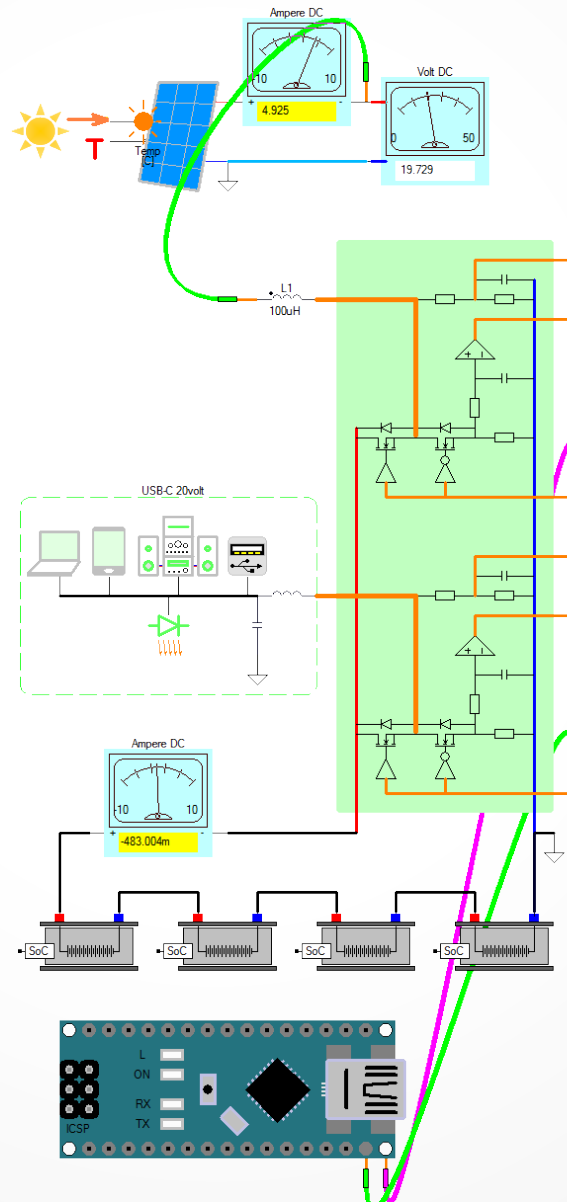 Ampere DC
-10
10
+
-
4.925
Volt DC
0
50
19.729
T
Temp
[C]
L1
100uH
+
-
USB-C 20volt
+
-
Ampere DC
-10
10
+
-
-483.004m
SoC
SoC
SoC
SoC
L
ON
RX
TX
ICSP